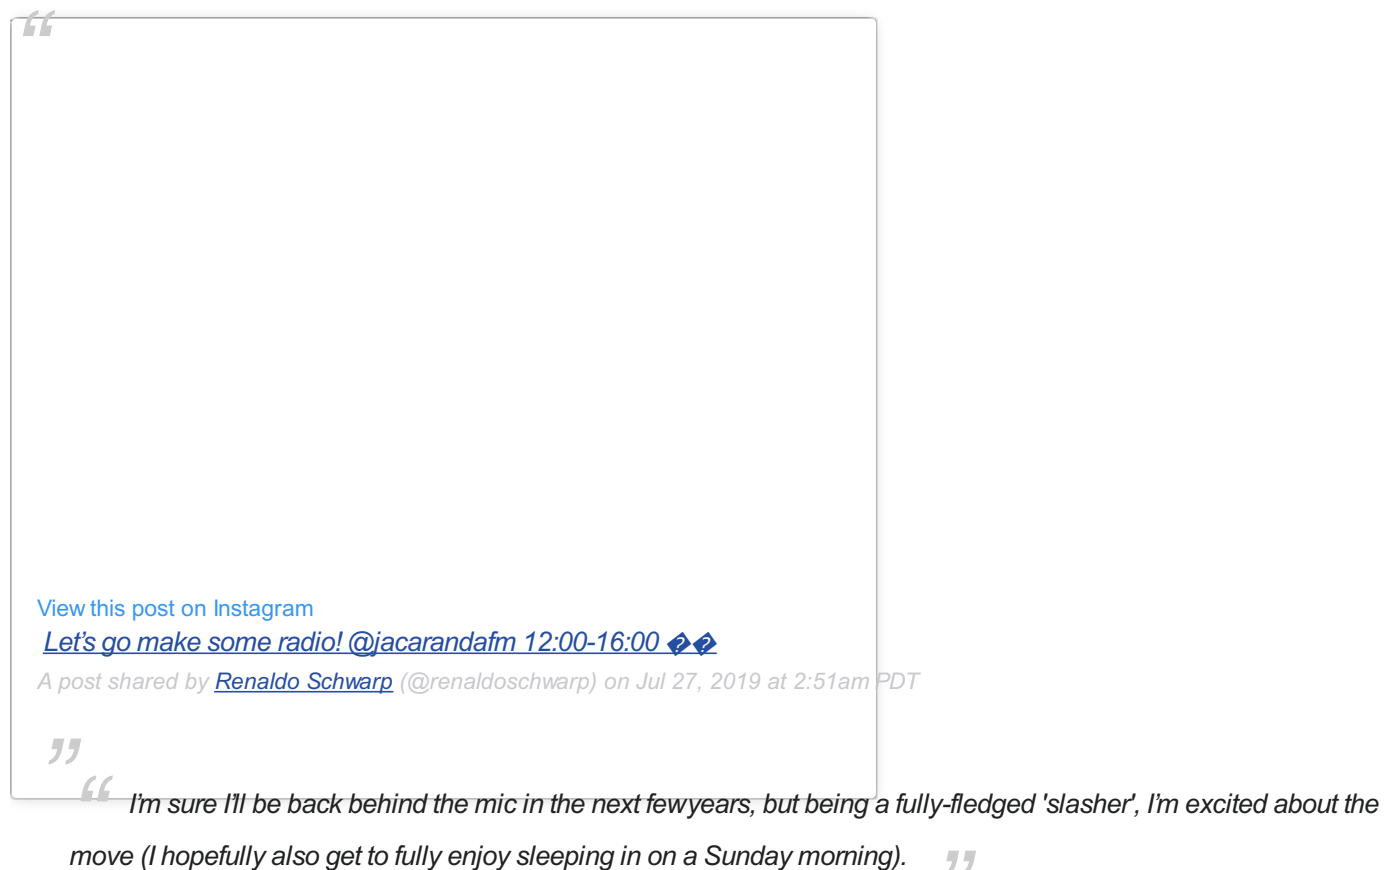 “
View this post on Instagram
Let’s go make some radio! @jacarandafm 12:00-16:00 ��
A post shared by Renaldo Schwarp (@renaldoschwarp) on Jul 27, 2019 at 2:51am PDT
”
“ I’m sure I’ll be back behind the mic in the next few years, but being a fully-fledged 'slasher', I’m excited about the
move (I hopefully also get to fully enjoy sleeping in on a Sunday morning). ”